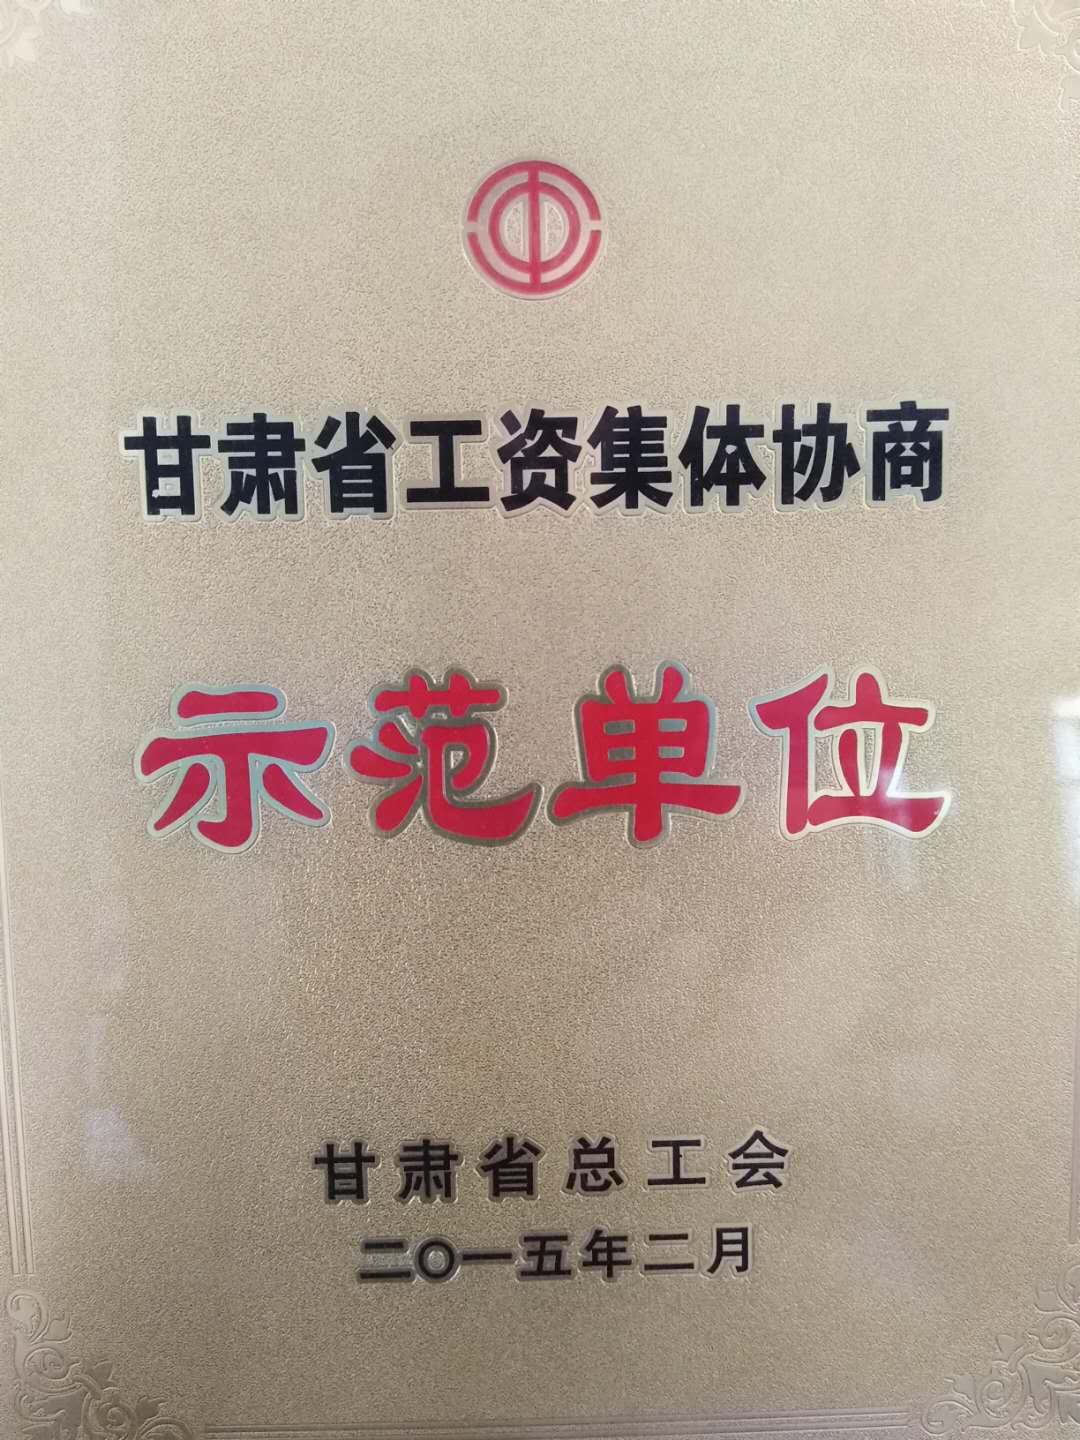 甘肃省工资集体协商
示范单位
甘肃省总工会
二〇一五年二月